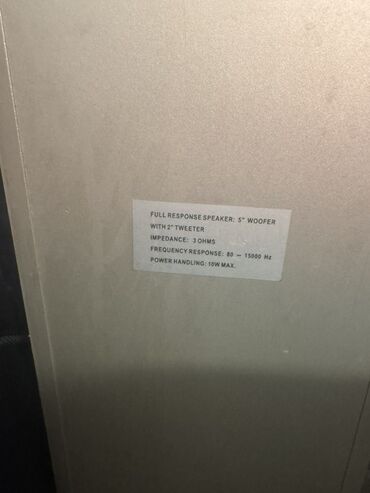 FULL RESPONSE SPEAKER: 5" WOOFER
WITH 2" TWEETER
IMPEDANCE: 3 OHMS
FREQUENCY RESPONSE: 80 - 15000 Hz
POWER HANDLING: 10W MAX.